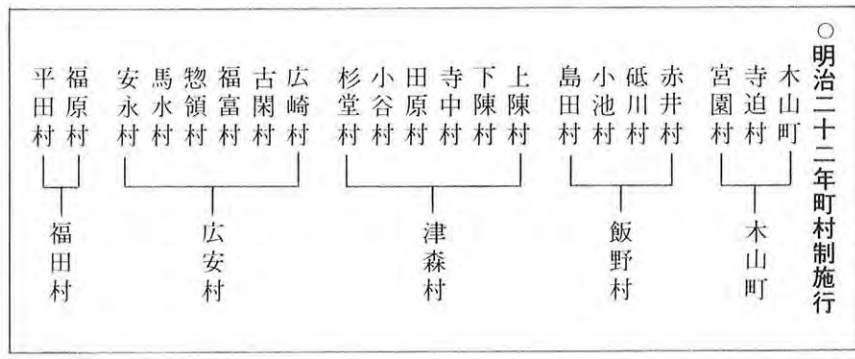 ○明治二十二年町村制施行
木山町
寺迫村
宮園村
木山町
赤井村
砥川村
小池村
島田村
飯野村
上陳村
下陳村
寺中村
田原村
小谷村
杉堂村
津森村
広崎村
古閑村
福富村
惣領村
馬水村
安永村
広安村
福原村
平田村
福田村